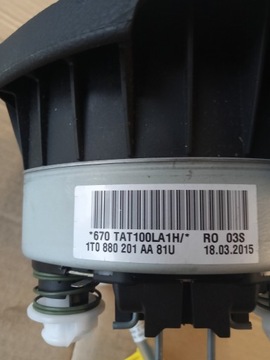 *670 TAT100LA1H/* RO 03S
1T0 880 201 AA 81U 18.03.2015